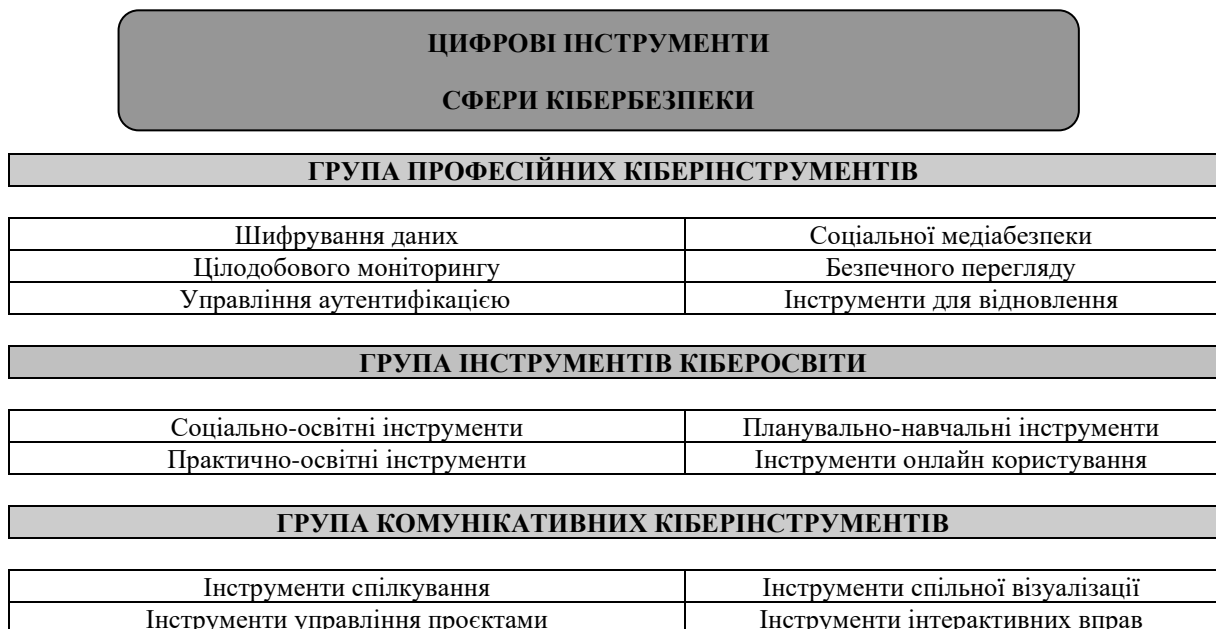 ЦИФРОВІ ІНСТРУМЕНТИ
СФЕРИ КІБЕРБЕЗПЕКИ
ГРУПА ПРОФЕСІЙНИХ КІБЕРІНСТРУМЕНТІВ
Шифрування даних Соціальної медіабезпеки
Цілодобового моніторингу Безпечного перегляду
Управління аутентифікацією Інструменти для відновлення
ГРУПА ІНСТРУМЕНТІВ КІБЕРОСВІТИ
Соціально-освітні інструменти Планувально-навчальні інструменти
Практично-освітні інструменти Інструменти онлайн користування
ГРУПА КОМУНІКАТИВНИХ КІБЕРІНСТРУМЕНТІВ
Інструменти спілкування Інструменти спільної візуалізації
Інструменти управління проєктами Інструменти інтерактивних вправ